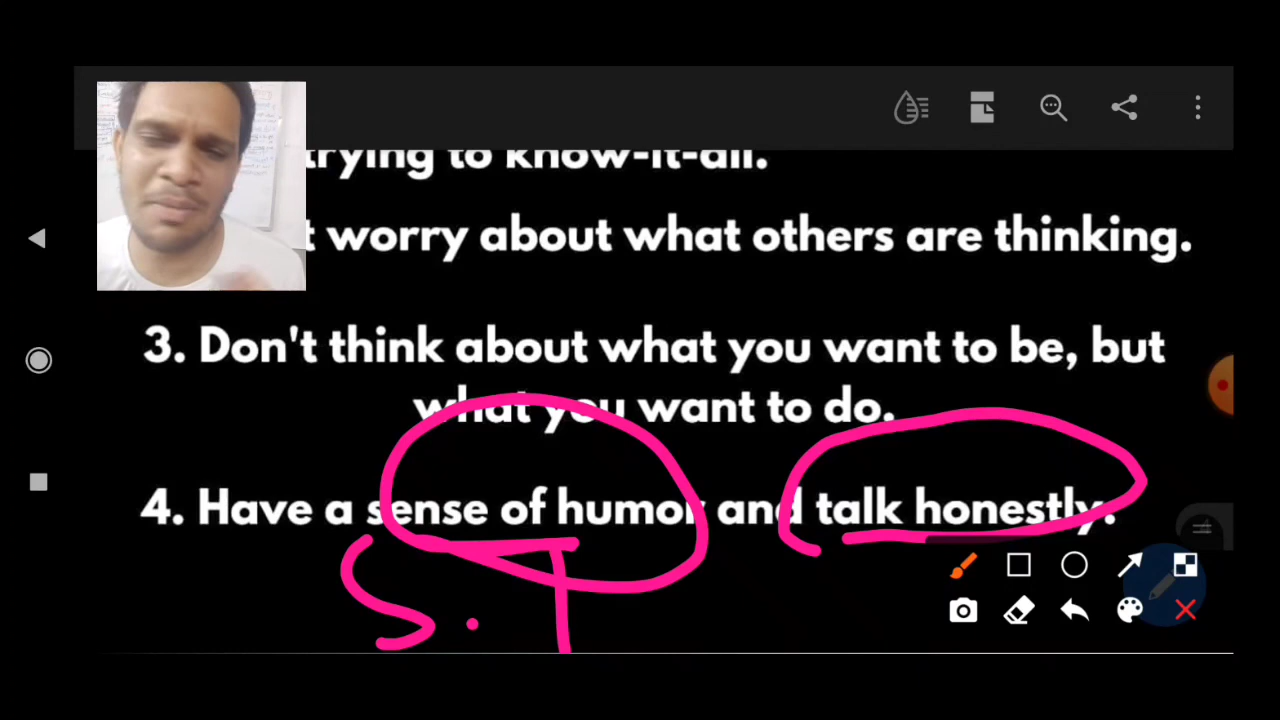 trying to know-it-all.
t worry about what others are thinking.
3. Don't think about what you want to be, but
what you want to do.
4. Have a sense of humor and talk honestly.
S.T